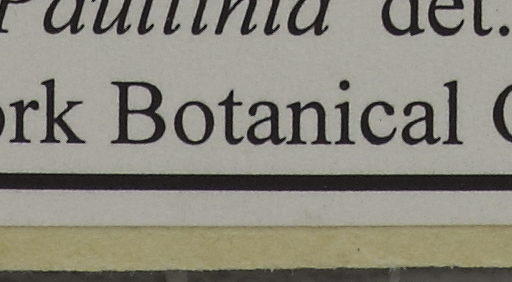 Paullinia det.
ork Botanical G